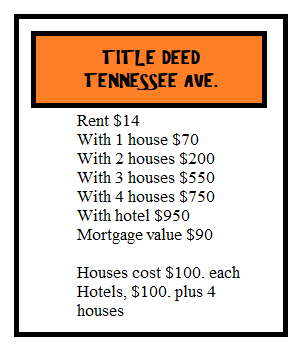 TITLE DEED
TENNESSEE AVE.
Rent $14
With 1 house $70
With 2 houses $200
With 3 houses $550
With 4 houses $750
With hotel $950
Mortgage value $90
Houses cost $100. each
Hotels, $100. plus 4
houses